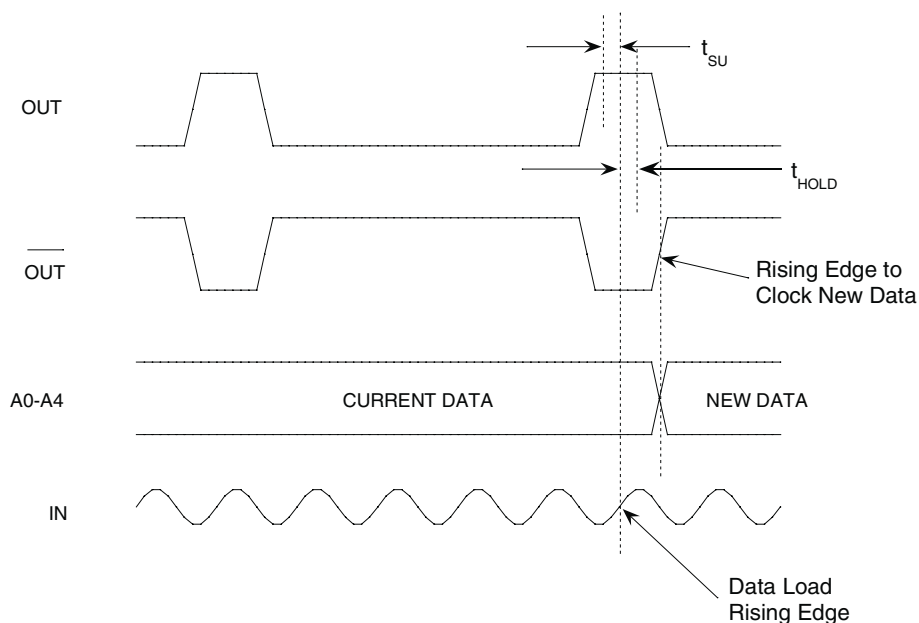 t_SU
OUT
t_HOLD
OUT
Rising Edge to
Clock New Data
A0-A4
CURRENT DATA
NEW DATA
IN
Data Load
Rising Edge